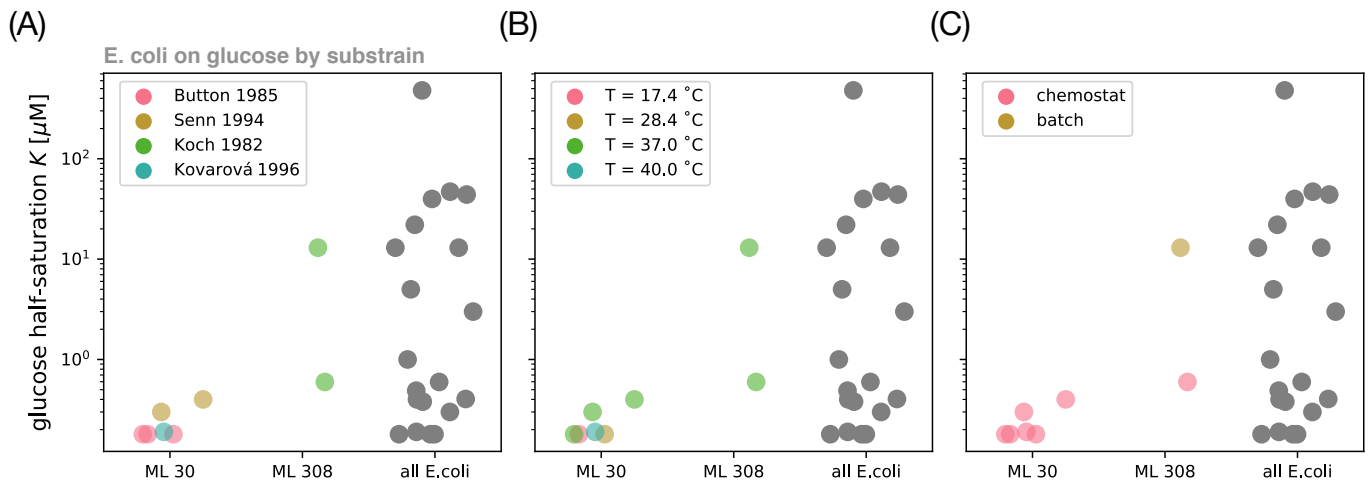 (A)
(B)
(C)
E. coli on glucose by substrain
Button 1985
Senn 1994
Koch 1982
Kovarová 1996
T = 17.4 ˚C
T = 28.4 ˚C
T = 37.0 ˚C
T = 40.0 ˚C
chemostat
batch
glucose half-saturation K [μM]
10²
10¹
10⁰
ML 30
ML 308
all E.coli
ML 30
ML 308
all E.coli
ML 30
ML 308
all E.coli